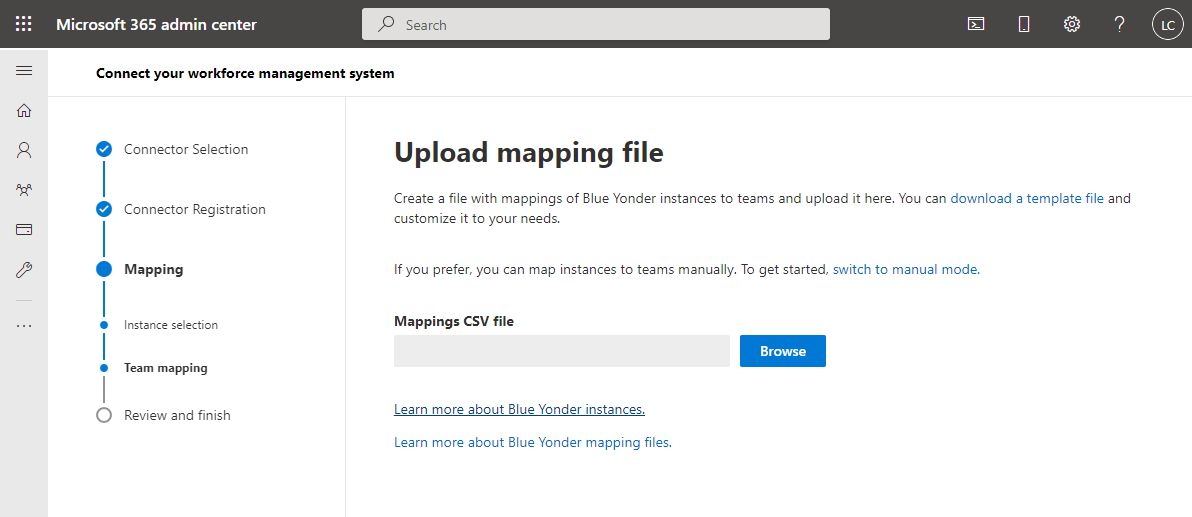 Microsoft 365 admin center
Search
LC
Connect your workforce management system
Connector Selection
Connector Registration
Mapping
Instance selection
Team mapping
Review and finish
Upload mapping file
Create a file with mappings of Blue Yonder instances to teams and upload it here. You can download a template file and
customize it to your needs.
If you prefer, you can map instances to teams manually. To get started, switch to manual mode.
Mappings CSV file
Browse
Learn more about Blue Yonder instances.
Learn more about Blue Yonder mapping files.